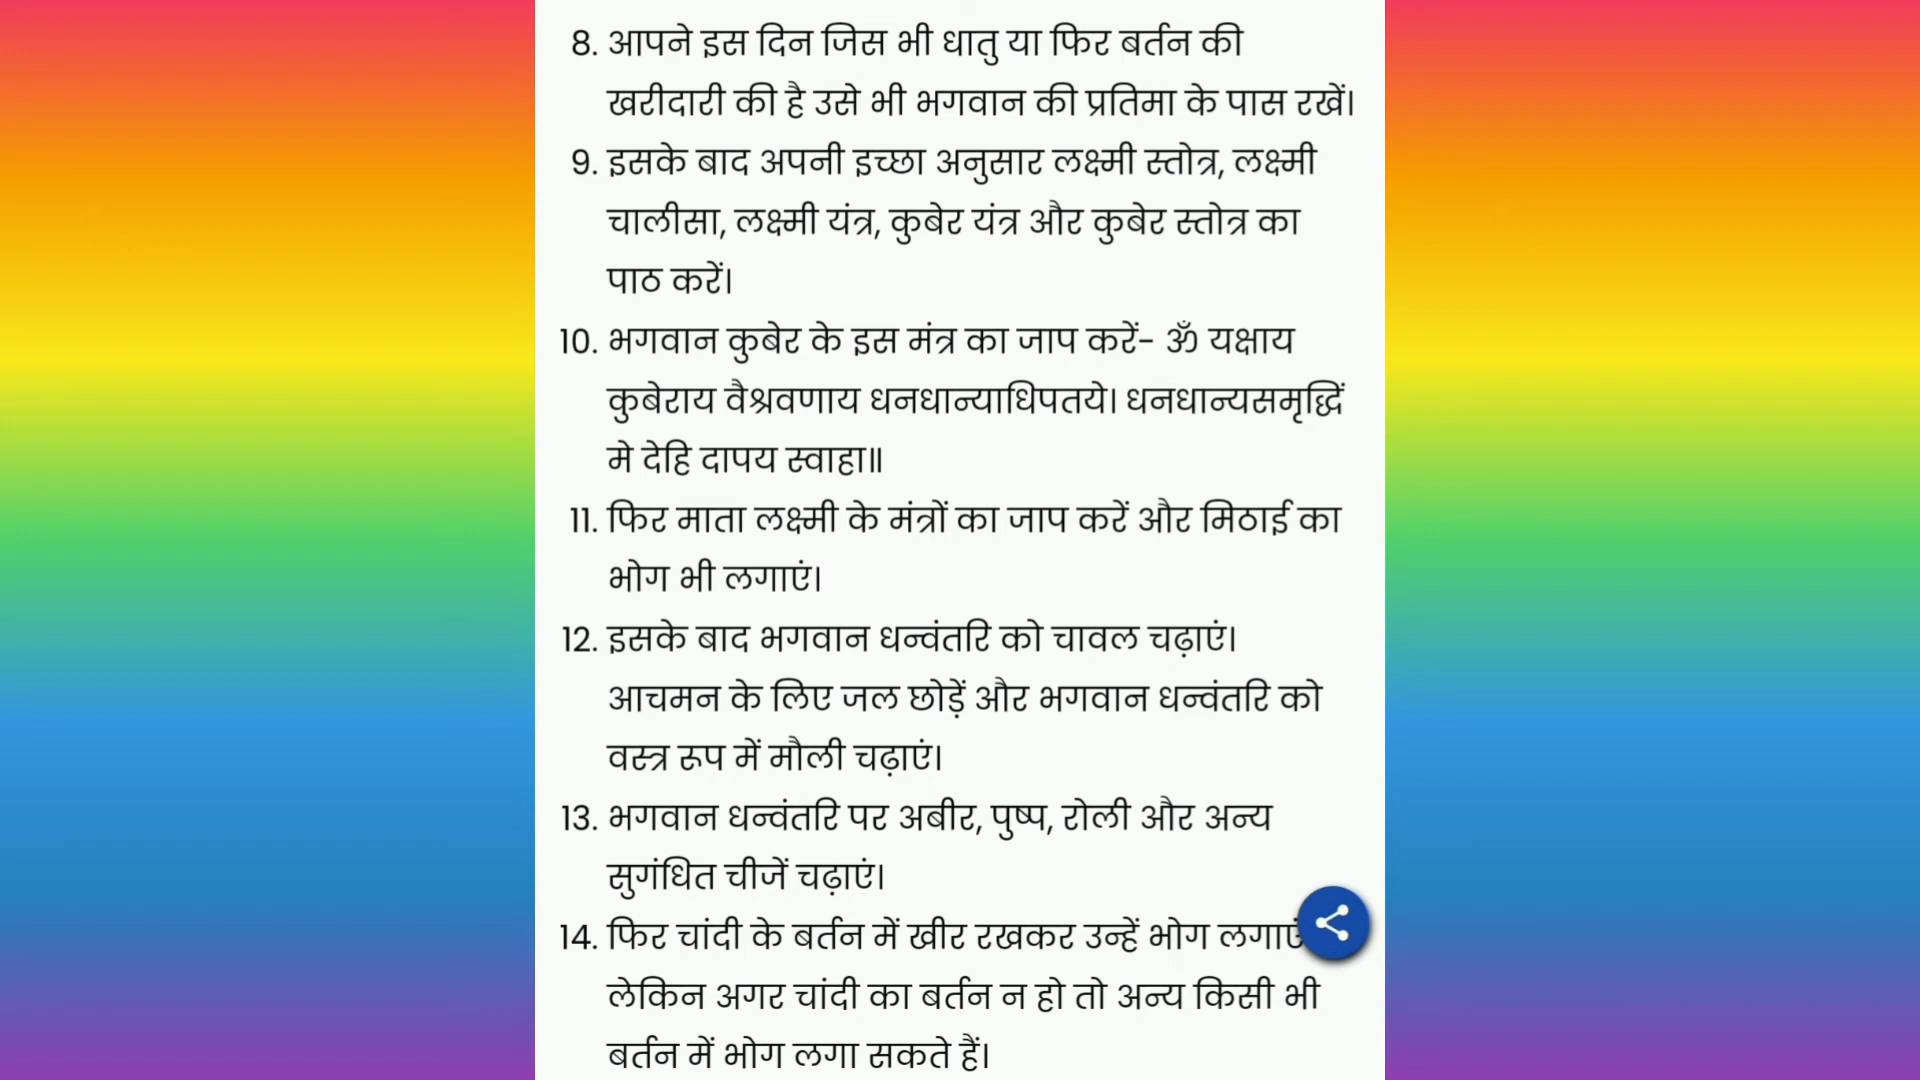 8. आपने इस दिन जिस भी धातु या फिर बर्तन की
खरीदारी की है उसे भी भगवान की प्रतिमा के पास रखें।
9. इसके बाद अपनी इच्छा अनुसार लक्ष्मी स्तोत्र, लक्ष्मी
चालीसा, लक्ष्मी यंत्र, कुबेर यंत्र और कुबेर स्तोत्र का
पाठ करें।
10. भगवान कुबेर के इस मंत्र का जाप करें- ॐ यक्षाय
कुबेराय वैश्रवणाय धनधान्याधिपतये। धनधान्यसमृद्धिं
मे देहि दापय स्वाहा॥
11. फिर माता लक्ष्मी के मंत्रों का जाप करें और मिठाई का
भोग भी लगाएं।
12. इसके बाद भगवान धन्वंतरि को चावल चढ़ाएं।
आचमन के लिए जल छोड़ें और भगवान धन्वंतरि को
वस्त्र रूप में मौली चढ़ाएं।
13. भगवान धन्वंतरि पर अबीर, पुष्प, रोली और अन्य
सुगंधित चीजें चढ़ाएं।
14. फिर चांदी के बर्तन में खीर रखकर उन्हें भोग लगाएं
लेकिन अगर चांदी का बर्तन न हो तो अन्य किसी भी
बर्तन में भोग लगा सकते हैं।